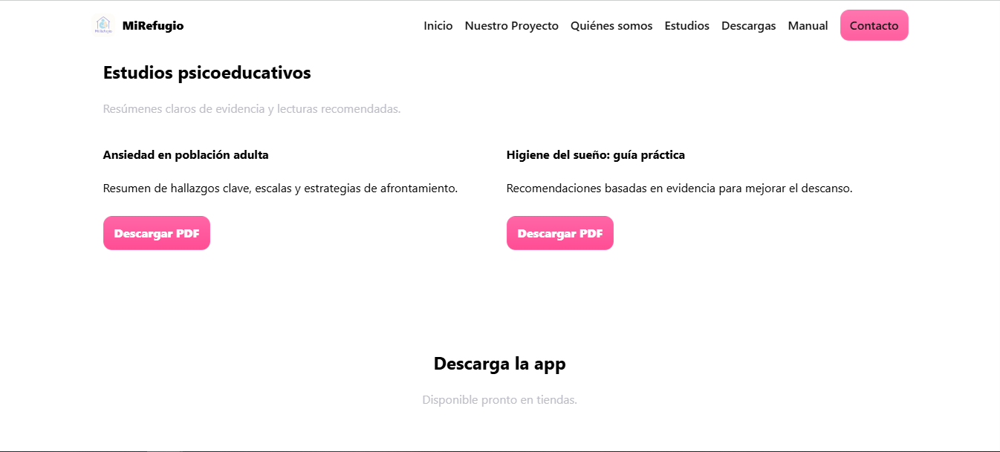 MiRefugio
MiRefugio
Inicio Nuestro Proyecto Quiénes somos Estudios Descargas Manual Contacto
Estudios psicoeducativos
Resúmenes claros de evidencia y lecturas recomendadas.
Ansiedad en población adulta
Resumen de hallazgos clave, escalas y estrategias de afrontamiento.
Descargar PDF
Higiene del sueño: guía práctica
Recomendaciones basadas en evidencia para mejorar el descanso.
Descargar PDF
Descarga la app
Disponible pronto en tiendas.